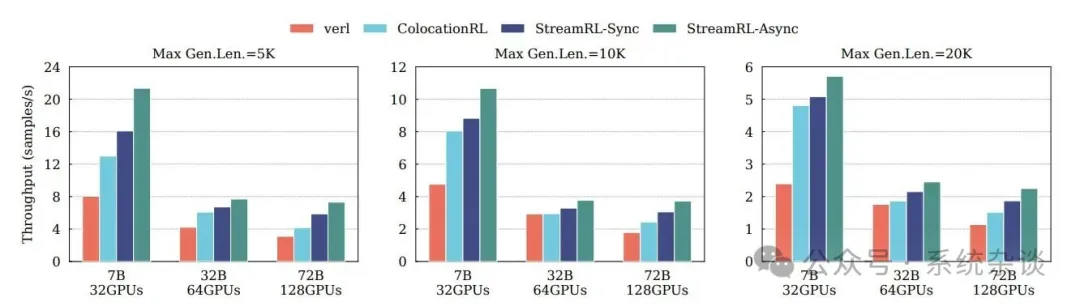 verl ColocationRL StreamRL-Sync StreamRL-Async
Max Gen.Len.=5K
Throughput (samples/s)
24
20
16
12
8
4
0
7B
32GPUs
32B
64GPUs
72B
128GPUs
Max Gen.Len.=10K
12
10
8
6
4
2
0
7B
32GPUs
32B
64GPUs
72B
128GPUs
Max Gen.Len.=20K
6
5
4
3
2
1
0
7B
32GPUs
32B
64GPUs
72B
128GPUs
公众号 · 系统杂谈